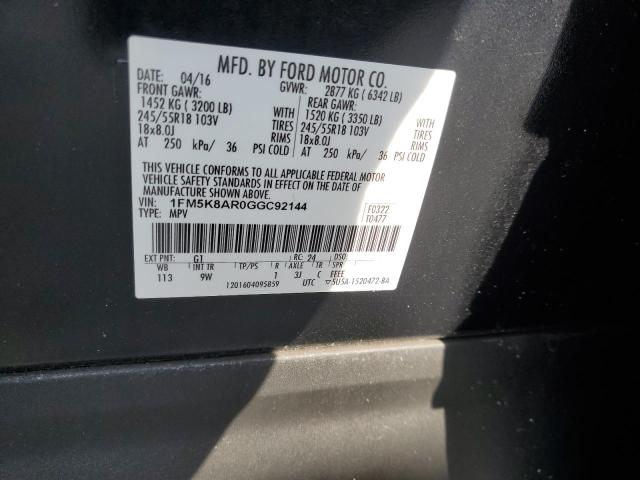 MFD. BY FORD MOTOR CO.
DATE: 04/16 GVWR: 2877 KG ( 6342 LB)
FRONT GAWR: REAR GAWR:
1452 KG ( 3200 LB) WITH 1520 KG ( 3350 LB) WITH
245/55R18 103V TIRES 245/55R18 103V TIRES
18x8.0J RIMS 18x8.0J RIMS
AT 250 kPa/ 36 PSI COLD AT 250 kPa/ 36 PSI COLD
THIS VEHICLE CONFORMS TO ALL APPLICABLE FEDERAL MOTOR
VEHICLE SAFETY STANDARDS IN EFFECT ON THE DATE OF
MANUFACTURE SHOWN ABOVE.
VIN: 1FM5K8AR0GGC92144 F0322
TYPE: MPV T0477
EXT PNT: G1 RC: 24 DSO:
WB INT TR TP/PS R AXLE TR SPR
113 9W 1 3J C FFFF
1201604095859 UTC ▽5U5A-1520472-BA